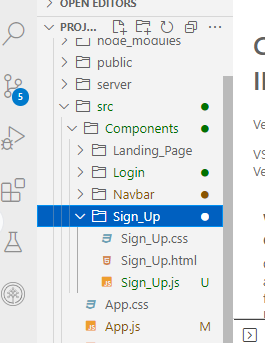 OPEN EDITORS
PROJ...
node_modules
public
server
src
Components
Landing_Page
Login
Navbar
Sign_Up
Sign_Up.css
Sign_Up.html
Sign_Up.js U
App.css
App.js M
5
Ve
VS
Ve